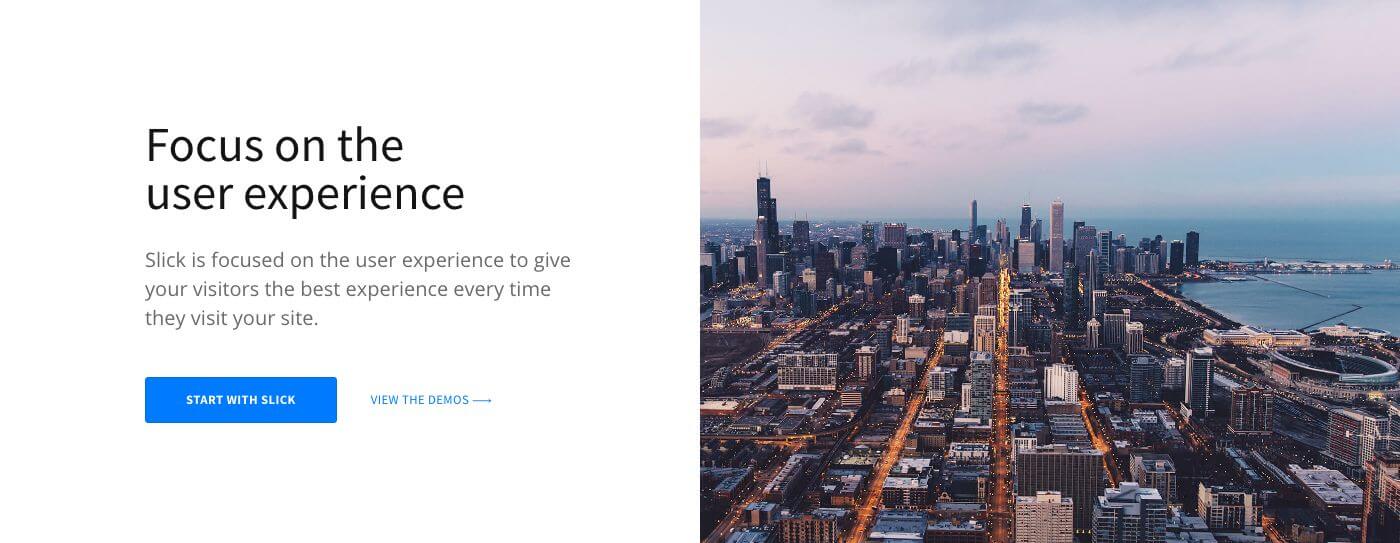 Focus on the
user experience
Slick is focused on the user experience to give
your visitors the best experience every time
they visit your site.
START WITH SLICK
VIEW THE DEMOS ⟶